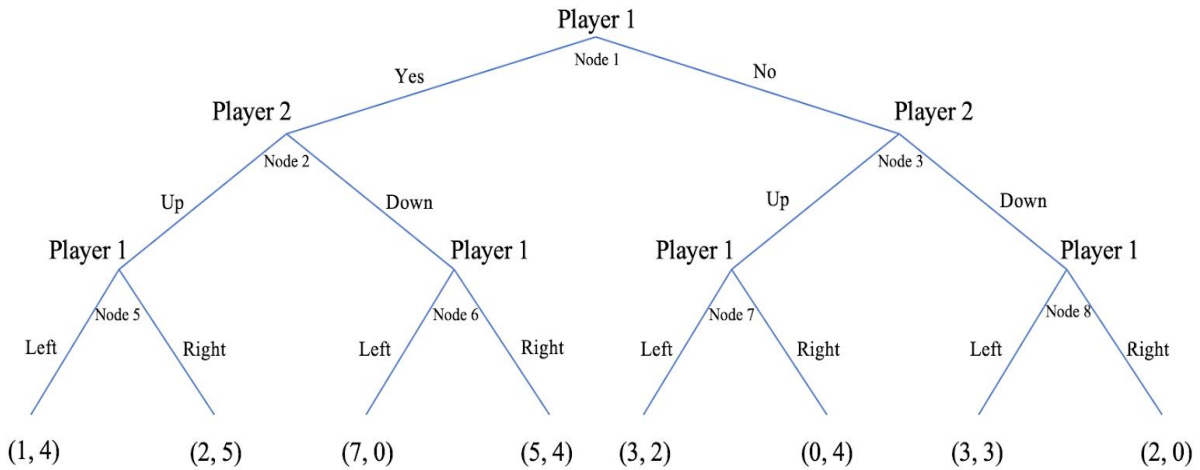 Player 1
Node 1
Yes
No
Player 2
Player 2
Node 2
Node 3
Up
Down
Up
Down
Player 1
Player 1
Player 1
Player 1
Node 5
Node 6
Node 7
Node 8
Left
Right
Left
Right
Left
Right
Left
Right
(1, 4)
(2, 5)
(7, 0)
(5, 4)
(3, 2)
(0, 4)
(3, 3)
(2, 0)